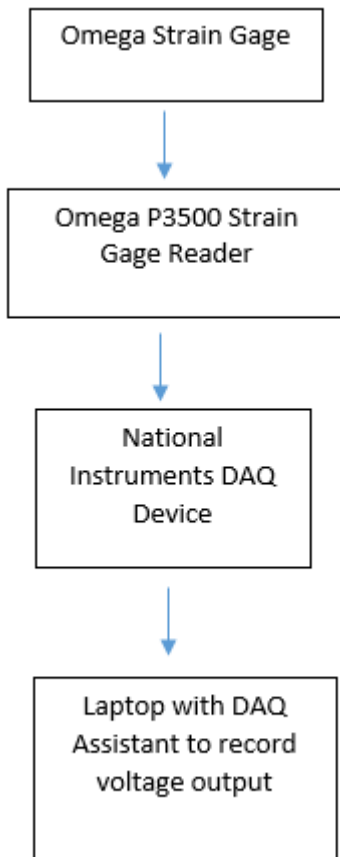 Omega Strain Gage
Omega P3500 Strain
Gage Reader
National
Instruments DAQ
Device
Laptop with DAQ
Assistant to record
voltage output